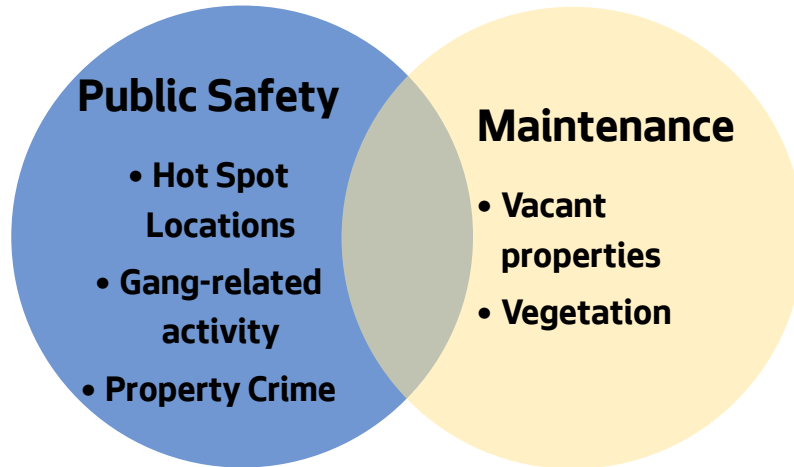 Public Safety
• Hot Spot
Locations
• Gang-related
activity
• Property Crime
Maintenance
• Vacant
properties
• Vegetation